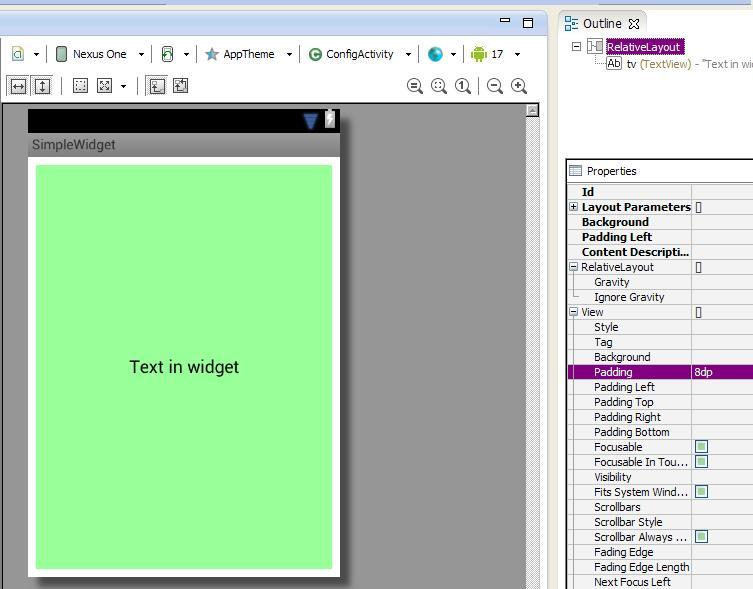 Nexus One
AppTheme
ConfigActivity
17
SimpleWidget
Text in widget
Outline
RelativeLayout
Ab tv (TextView) - "Text in wi
Properties
Id
Layout Parameters []
Background
Padding Left
Content Descripti...
RelativeLayout []
Gravity
Ignore Gravity
View []
Style
Tag
Background
Padding 8dp
Padding Left
Padding Top
Padding Right
Padding Bottom
Focusable
Focusable In Tou...
Visibility
Fits System Wind...
Scrollbars
Scrollbar Style
Scrollbar Always ...
Fading Edge
Fading Edge Length
Next Focus Left